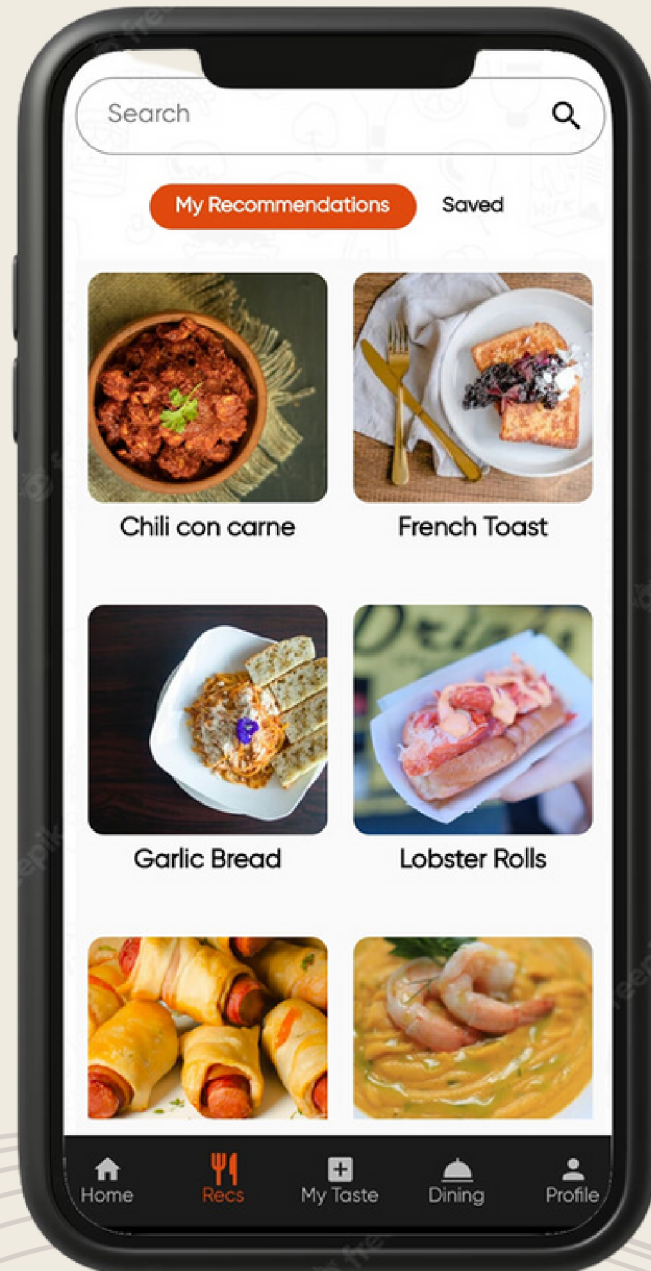 Search
My Recommendations
Saved
Chili con carne
French Toast
Drinks
Garlic Bread
Lobster Rolls
Home
Recs
My Taste
Dining
Profile